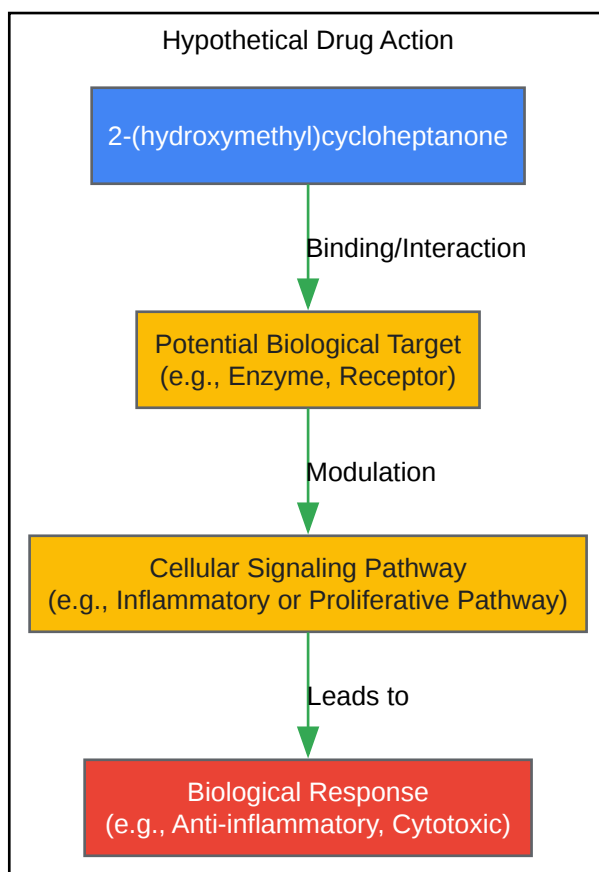 Hypothetical Drug Action
2-(hydroxymethyl)cycloheptanone
Binding/Interaction
Potential Biological Target
(e.g., Enzyme, Receptor)
Modulation
Cellular Signaling Pathway
(e.g., Inflammatory or Proliferative Pathway)
Leads to
Biological Response
(e.g., Anti-inflammatory, Cytotoxic)